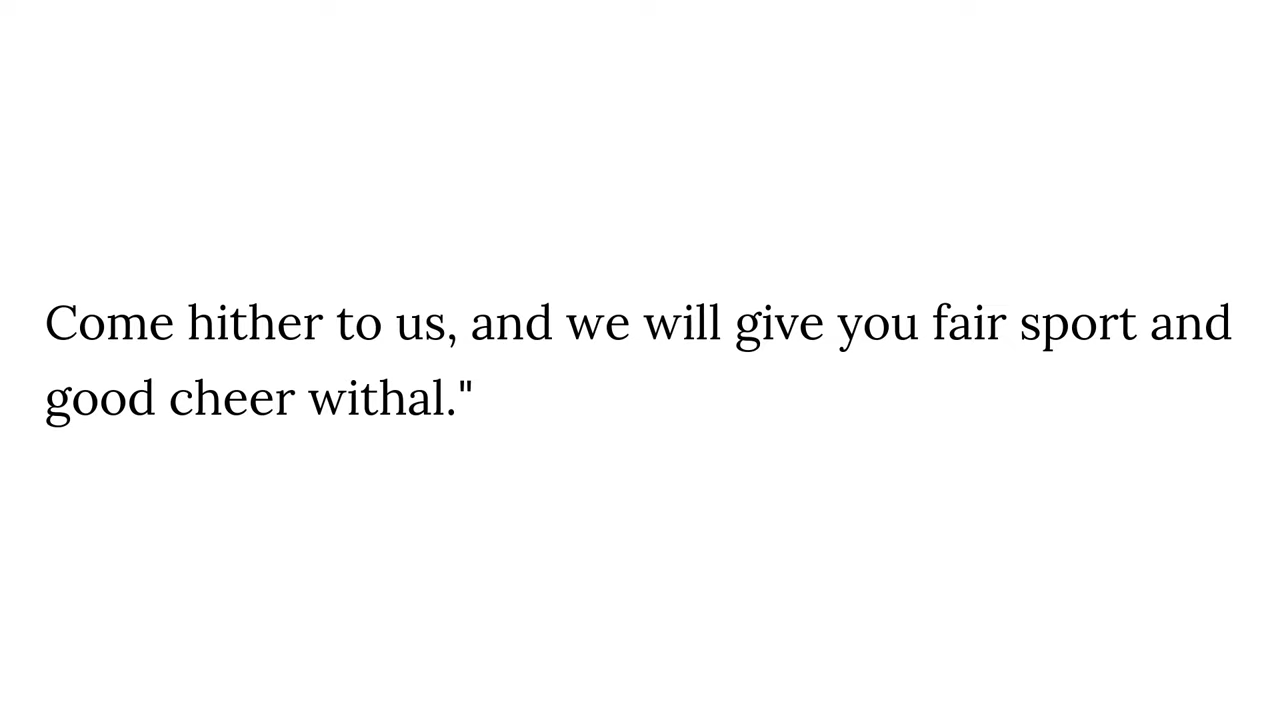 Come hither to us, and we will give you fair sport and
good cheer withal."